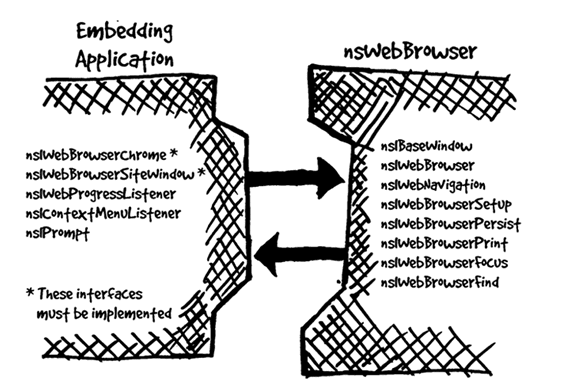 Embedding
Application
nsWebBrowser
nsIWebBrowserChrome *
nsIWebBrowserSiteWindow *
nsIWebProgressListener
nsIContextMenuListener
nsIPrompt
* These interfaces
must be implemented
nsIBaseWindow
nsIWebBrowser
nsIWebNavigation
nsIWebBrowserSetup
nsIWebBrowserPersist
nsIWebBrowserPrint
nsIWebBrowserFocus
nsIWebBrowserFind